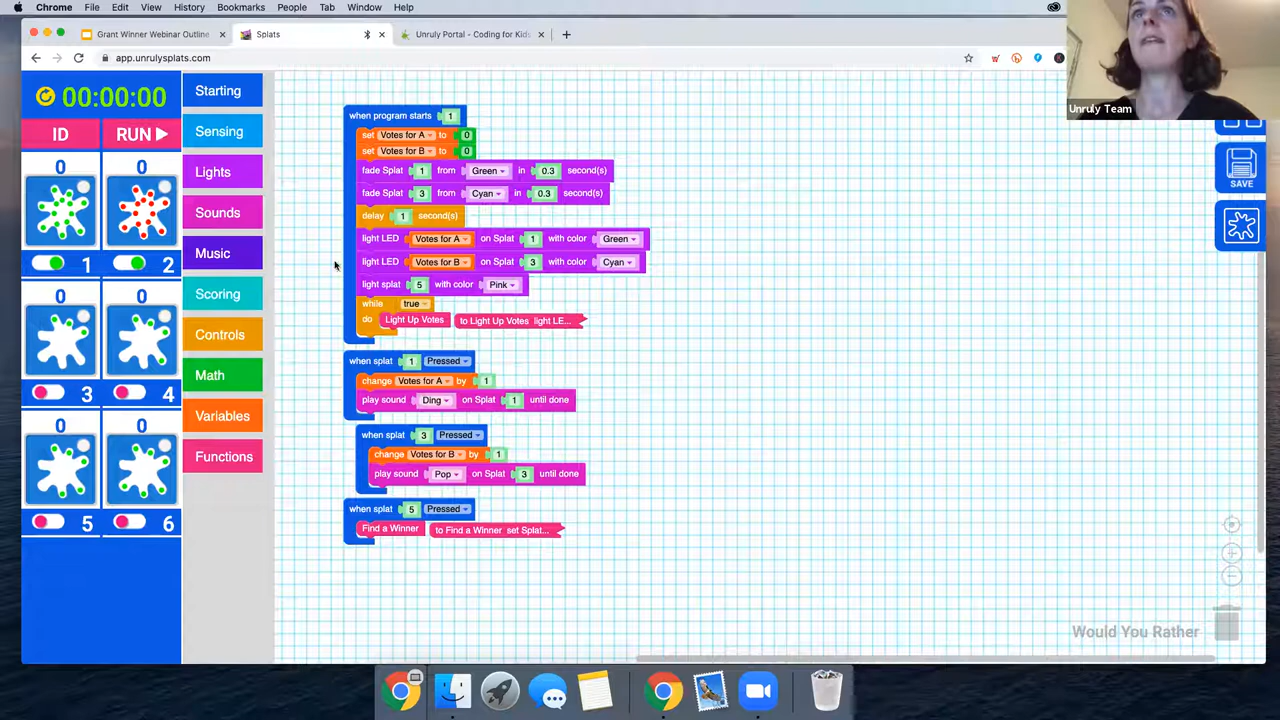 Chrome File Edit View History Bookmarks People Tab Window Help
Grant Winner Webinar Outline Splats Unruly Portal - Coding for Kids
app.unrulysplats.com
Unruly Team
00:00:00
ID RUN
0 0
1 2
0 0
3 4
0 0
5 6
Starting
Sensing
Lights
Sounds
Music
Scoring
Controls
Math
Variables
Functions
when program starts 1
set Votes for A to 0
set Votes for B to 0
fade Splat 1 from Green in 0.3 second(s)
fade Splat 3 from Cyan in 0.3 second(s)
delay 1 second(s)
light LED Votes for A on Splat 1 with color Green
light LED Votes for B on Splat 3 with color Cyan
light splat 5 with color Pink
while true
do Light Up Votes to Light Up Votes light LE...
when splat 1 Pressed
change Votes for A by 1
play sound Ding on Splat 1 until done
when splat 3 Pressed
change Votes for B by 1
play sound Pop on Splat 3 until done
when splat 5 Pressed
Find a Winner to Find a Winner set Splat...
SAVE
Would You Rather